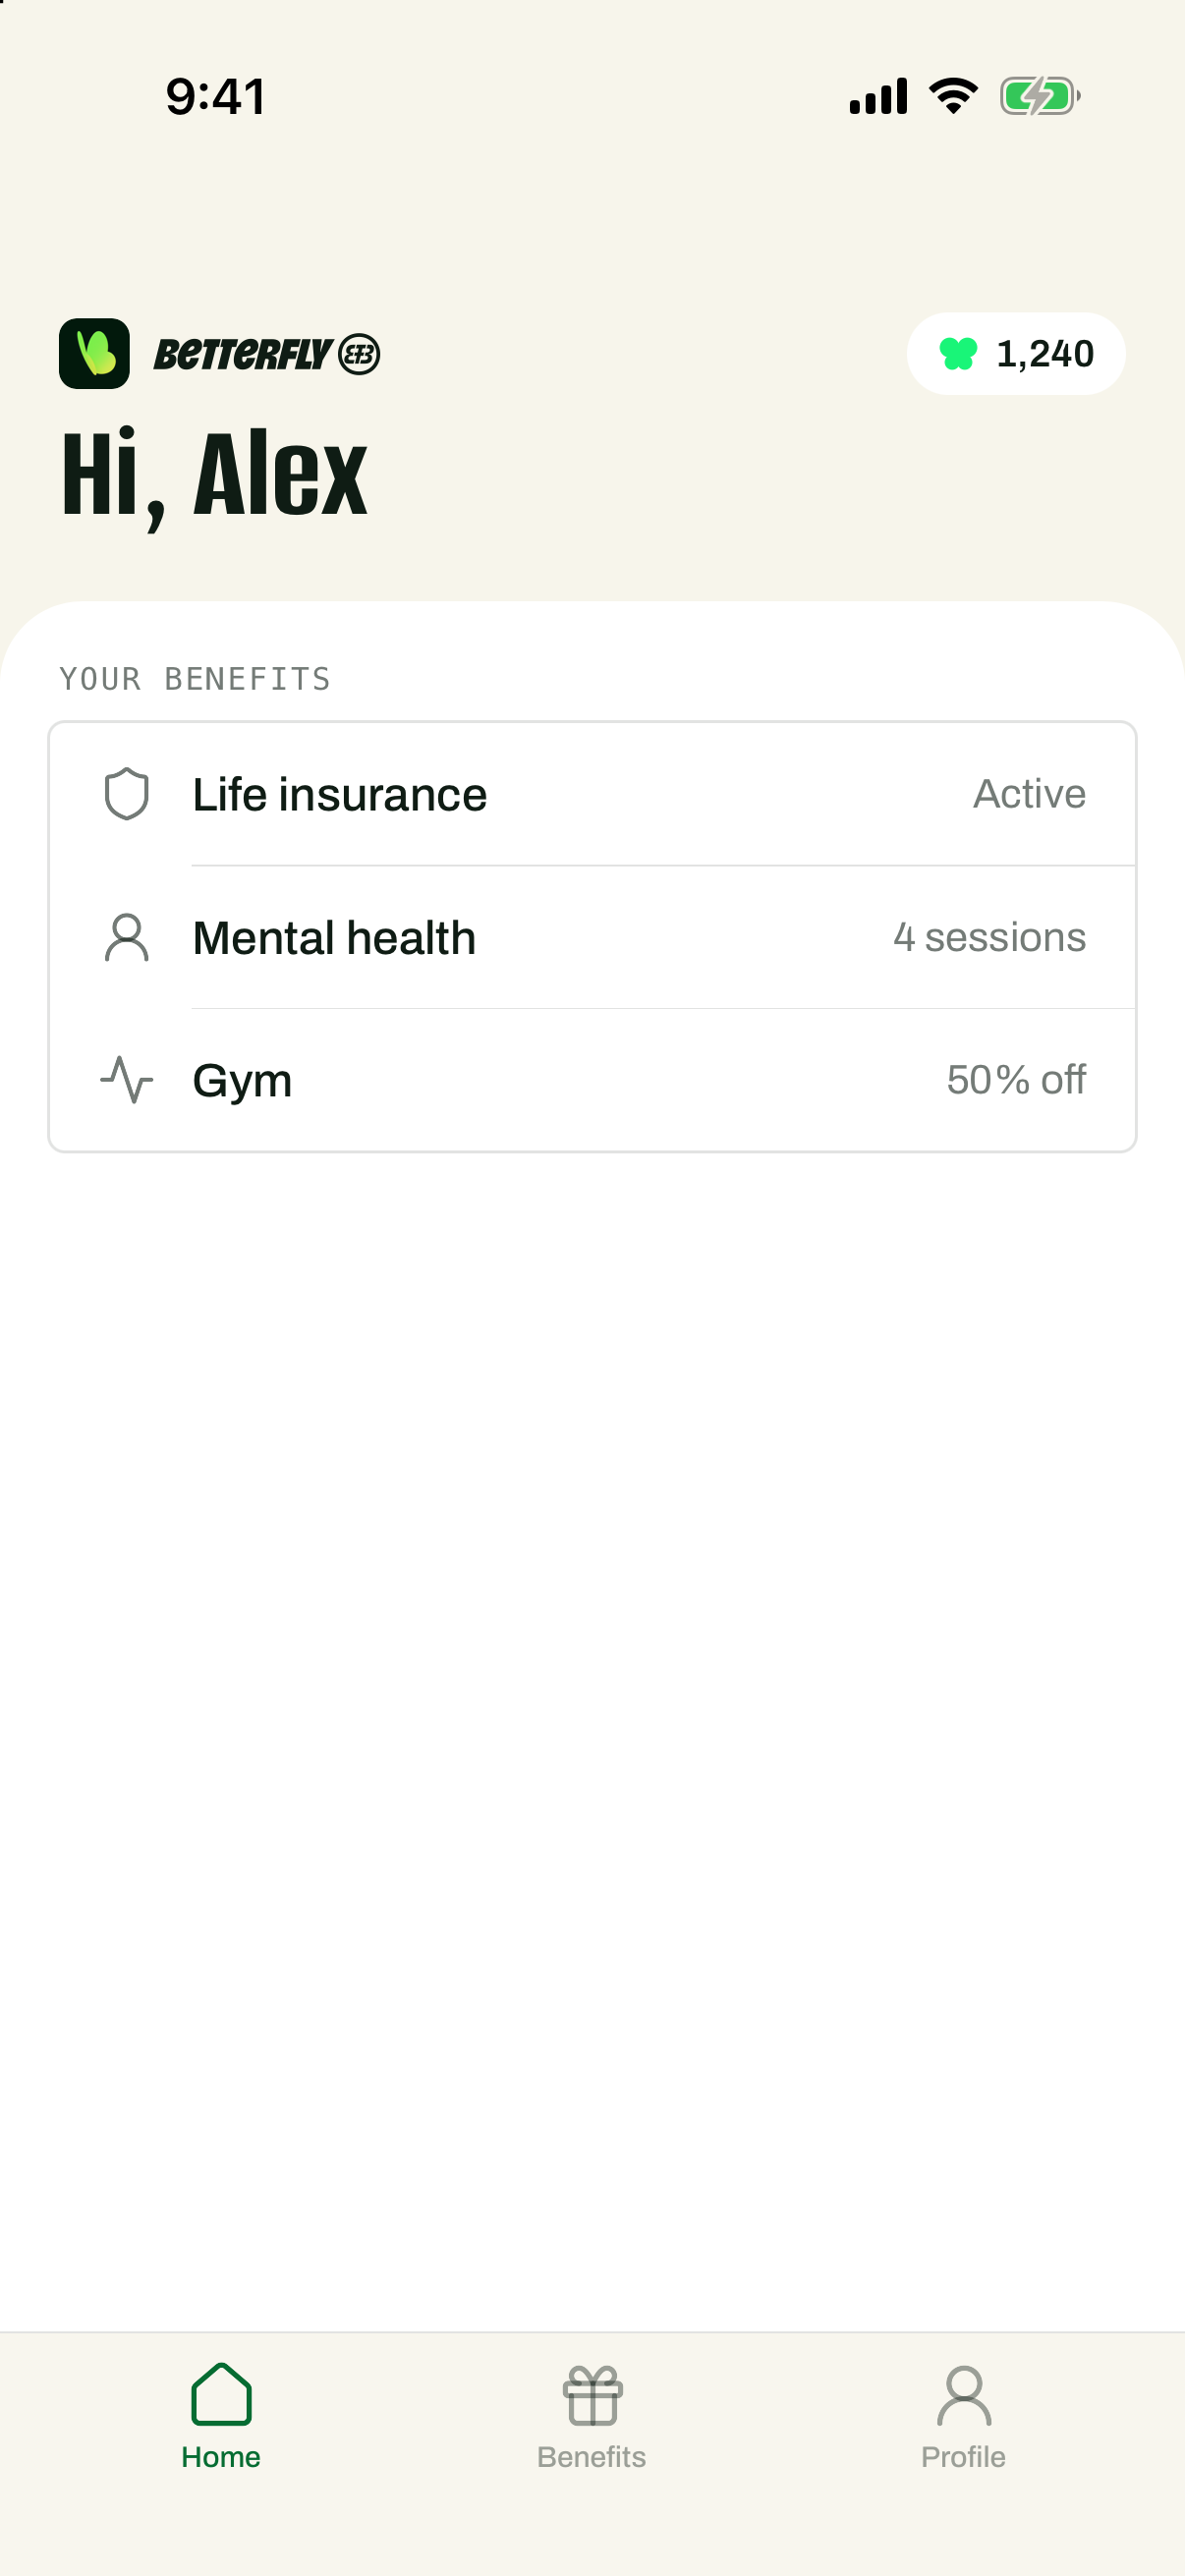 9:41
BETTERFLY
1,240
Hi, Alex
YOUR BENEFITS
Life insurance
Active
Mental health
4 sessions
Gym
50% off
Home
Benefits
Profile